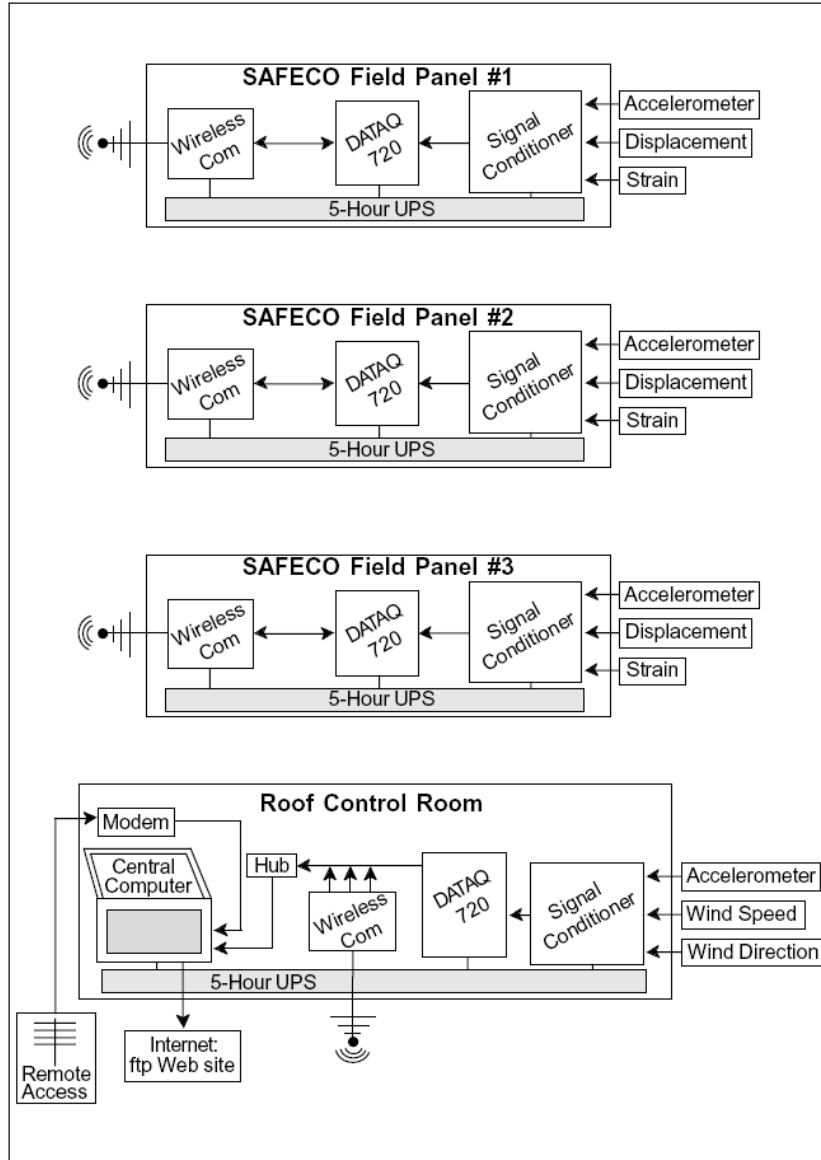 SAFECO Field Panel #1
Wireless
Com
DATAQ
720
Signal
Conditioner
Accelerometer
Displacement
Strain
5-Hour UPS
SAFECO Field Panel #2
Wireless
Com
DATAQ
720
Signal
Conditioner
Accelerometer
Displacement
Strain
5-Hour UPS
SAFECO Field Panel #3
Wireless
Com
DATAQ
720
Signal
Conditioner
Accelerometer
Displacement
Strain
5-Hour UPS
Roof Control Room
Modem
Central
Computer
Hub
Wireless
Com
DATAQ
720
Signal
Conditioner
Accelerometer
Wind Speed
Wind Direction
5-Hour UPS
Remote
Access
Internet:
ftp Web site